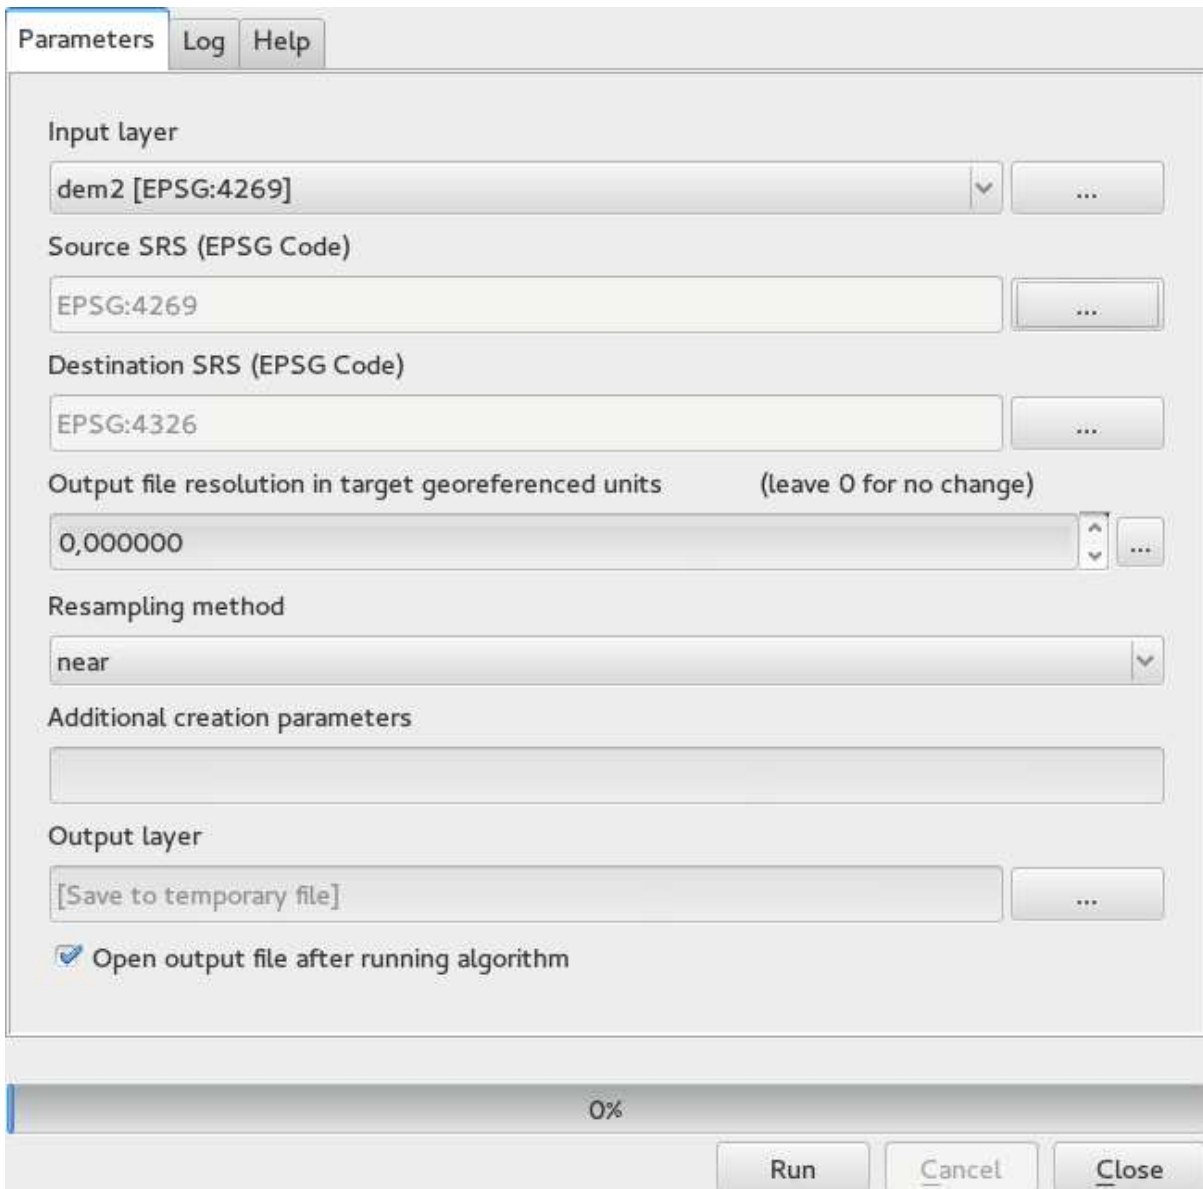 Parameters Log Help
Input layer
dem2 [EPSG:4269] ...
Source SRS (EPSG Code)
EPSG:4269 ...
Destination SRS (EPSG Code)
EPSG:4326 ...
Output file resolution in target georeferenced units (leave 0 for no change)
0,000000 ...
Resampling method
near
Additional creation parameters
Output layer
[Save to temporary file] ...
Open output file after running algorithm
0%
Run Cancel Close